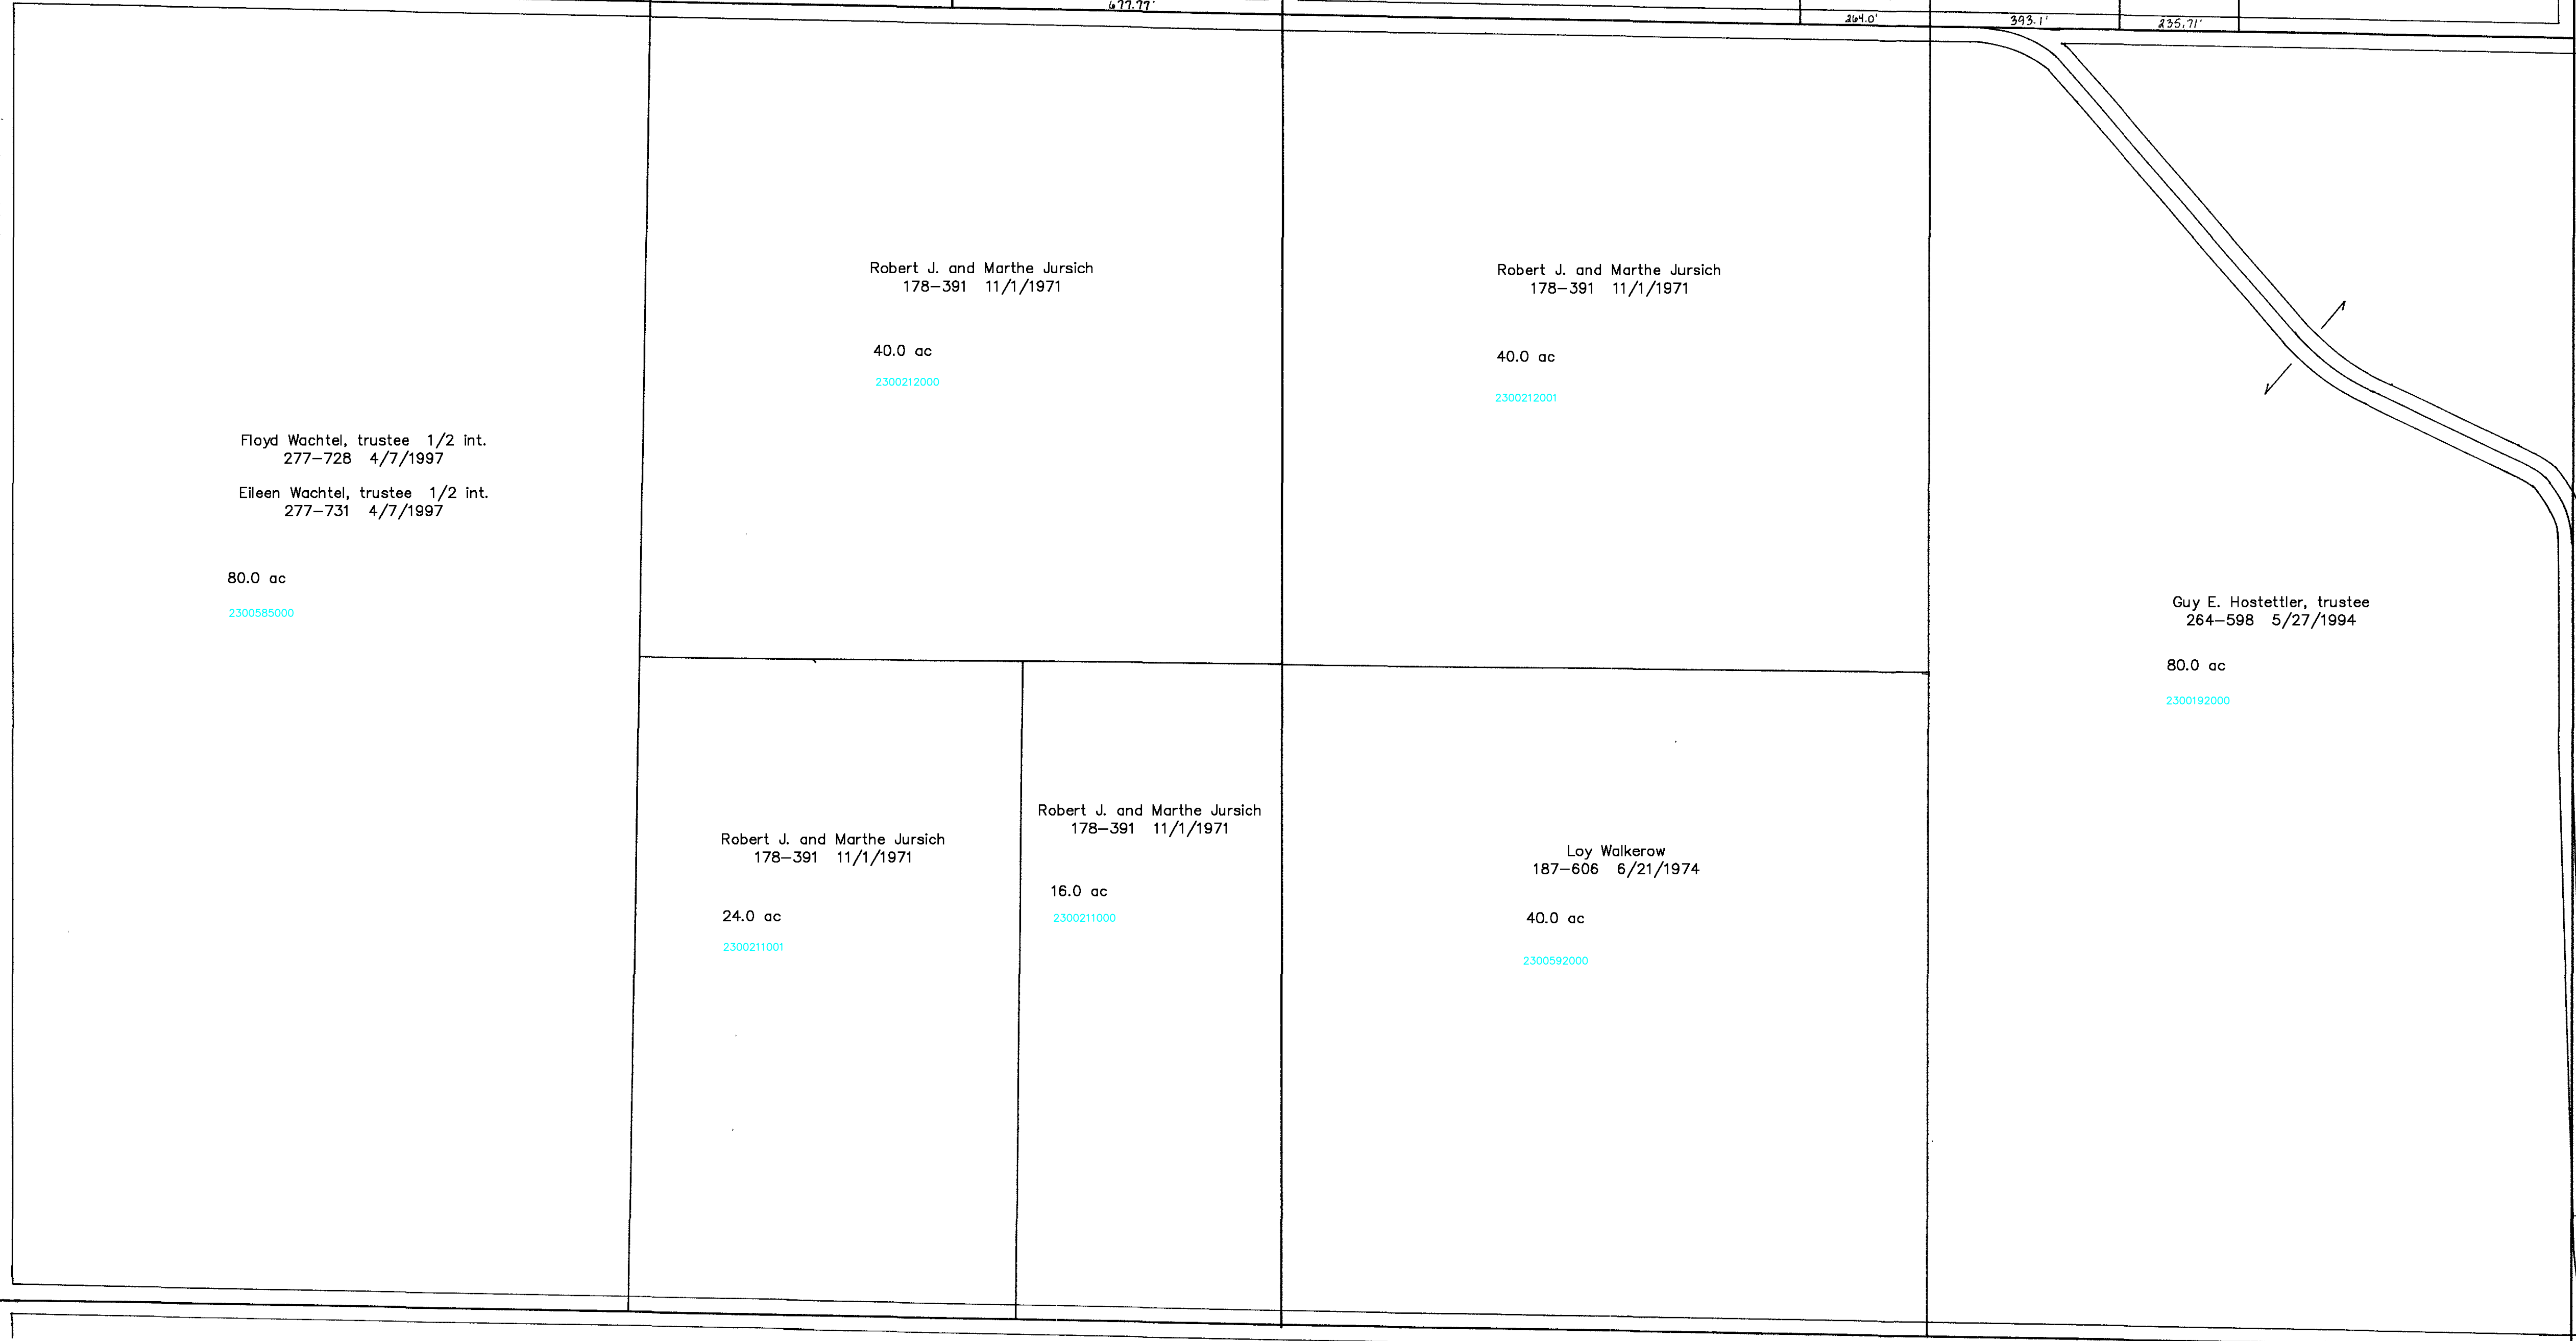 677.77'
264.0'
393.1'
235.71'
Robert J. and Marthe Jursich
178-391 11/1/1971
40.0 ac
2300212000
Robert J. and Marthe Jursich
178-391 11/1/1971
40.0 ac
2300212001
Floyd Wachtel, trustee 1/2 int.
277-728 4/7/1997
Eileen Wachtel, trustee 1/2 int.
277-731 4/7/1997
80.0 ac
2300585000
Guy E. Hostettler, trustee
264-598 5/27/1994
80.0 ac
2300192000
Robert J. and Marthe Jursich
178-391 11/1/1971
24.0 ac
2300211001
Robert J. and Marthe Jursich
178-391 11/1/1971
16.0 ac
2300211000
Loy Walkerow
187-606 6/21/1974
40.0 ac
2300592000